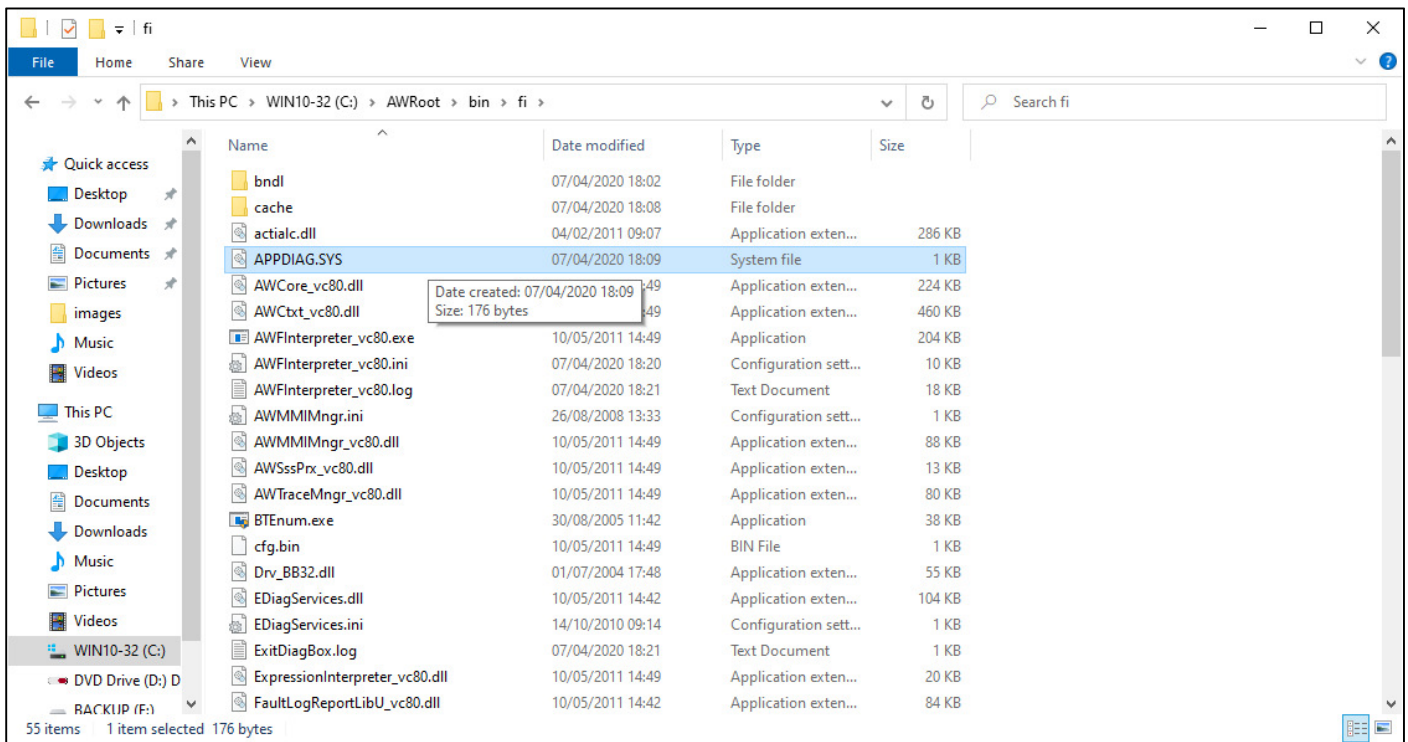 fi
File Home Share View
This PC > WIN10-32 (C:) > AWRoot > bin > fi >
Search fi
Quick access
Desktop
Downloads
Documents
Pictures
images
Music
Videos
This PC
3D Objects
Desktop
Documents
Downloads
Music
Pictures
Videos
WIN10-32 (C:)
DVD Drive (D:) D
BACKUP (F:)
Name Date modified Type Size
bndl 07/04/2020 18:02 File folder
cache 07/04/2020 18:08 File folder
actialc.dll 04/02/2011 09:07 Application exten... 286 KB
APPDIAG.SYS 07/04/2020 18:09 System file 1 KB
AWCore_vc80.dll :49 Application exten... 224 KB
AWCtxt_vc80.dll :49 Application exten... 460 KB
Date created: 07/04/2020 18:09
Size: 176 bytes
AWFInterpreter_vc80.exe 10/05/2011 14:49 Application 204 KB
AWFInterpreter_vc80.ini 07/04/2020 18:20 Configuration sett... 10 KB
AWFInterpreter_vc80.log 07/04/2020 18:21 Text Document 18 KB
AWMMIMngr.ini 26/08/2008 13:33 Configuration sett... 1 KB
AWMMIMngr_vc80.dll 10/05/2011 14:49 Application exten... 88 KB
AWSssPrx_vc80.dll 10/05/2011 14:49 Application exten... 13 KB
AWTraceMngr_vc80.dll 10/05/2011 14:49 Application exten... 80 KB
BTEnum.exe 30/08/2005 11:42 Application 38 KB
cfg.bin 10/05/2011 14:49 BIN File 1 KB
Drv_BB32.dll 01/07/2004 17:48 Application exten... 55 KB
EDiagServices.dll 10/05/2011 14:42 Application exten... 104 KB
EDiagServices.ini 14/10/2010 09:14 Configuration sett... 1 KB
ExitDiagBox.log 07/04/2020 18:21 Text Document 1 KB
ExpressionInterpreter_vc80.dll 10/05/2011 14:49 Application exten... 20 KB
FaultLogReportLibU_vc80.dll 10/05/2011 14:42 Application exten... 84 KB
55 items 1 item selected 176 bytes